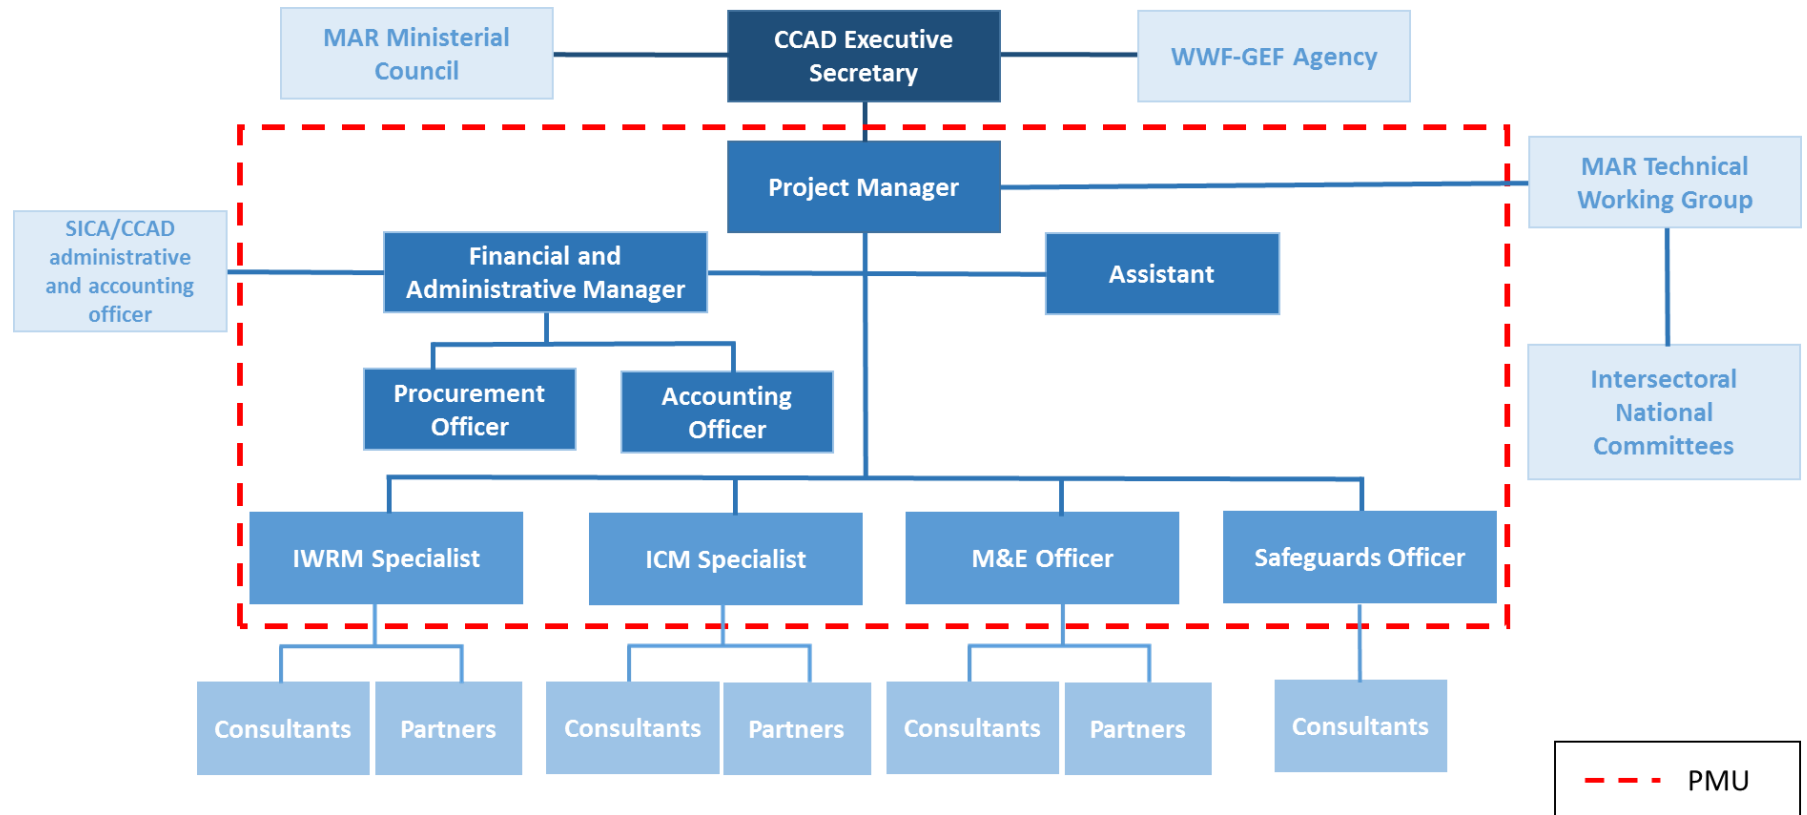 MAR Ministerial
Council
CCAD Executive
Secretary
WWF-GEF Agency
Project Manager
MAR Technical
Working Group
SICA/CCAD
administrative
and accounting
officer
Financial and
Administrative Manager
Assistant
Procurement
Officer
Accounting
Officer
Intersectoral
National
Committees
IWRM Specialist
ICM Specialist
M&E Officer
Safeguards Officer
Consultants
Partners
Consultants
Partners
Consultants
Partners
Consultants
PMU